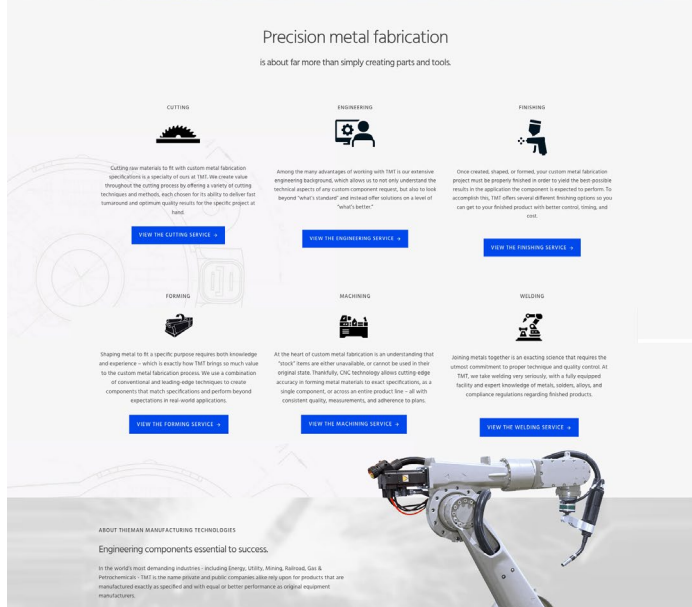 Precision metal fabrication
is about far more than simply creating parts and tools.
CUTTING
Cutting raw materials to fit with custom metal fabrication
specifications is a specialty of ours at TMT. We create value
throughout the cutting process by offering a variety of cutting
techniques and methods, each chosen for its ability to deliver fast
turnaround and optimum quality results for the specific project at
hand.
VIEW THE CUTTING SERVICE →
ENGINEERING
Among the many advantages of working with TMT is our extensive
engineering background, which allows us to not only understand the
technical aspects of any custom component request, but also to look
beyond "what's standard" and instead offer solutions on a level of
"what's better."
VIEW THE ENGINEERING SERVICE →
FINISHING
Once created, shaped, or formed, your custom metal fabrication
project must be properly finished in order to yield the best-possible
results in the application the component is expected to perform. To
accomplish this, TMT offers several different finishing options so you
can get to your finished product with better control, timing, and
cost.
VIEW THE FINISHING SERVICE →
FORMING
Shaping metal to fit a specific purpose requires both knowledge
and experience – which is exactly how TMT brings so much value
to the custom metal fabrication process. We use a combination
of conventional and leading-edge techniques to create
components that match specifications and perform beyond
expectations in real-world applications.
VIEW THE FORMING SERVICE →
MACHINING
At the heart of custom metal fabrication is an understanding that
"stock" items are either unavailable, or cannot be used in their
original state. Thankfully, CNC technology allows cutting-edge
accuracy in forming metal materials to exact specifications, as a
single component, or across an entire product line – all with
consistent quality, measurements, and adherence to plans.
VIEW THE MACHINING SERVICE →
WELDING
Joining metals together is an exacting science that requires the
utmost commitment to proper technique and quality control. At
TMT, we take welding very seriously, with a fully equipped
facility and expert knowledge of metals, solders, alloys, and
compliance regulations regarding finished products.
VIEW THE WELDING SERVICE →
ABOUT THIEMAN MANUFACTURING TECHNOLOGIES
Engineering components essential to success.
In the world's most demanding industries - including Energy, Utility, Mining, Railroad, Gas &
Petrochemicals - TMT is the name private and public companies alike rely upon for products that are
manufactured exactly as specified and with equal or better performance as original equipment
manufacturers.